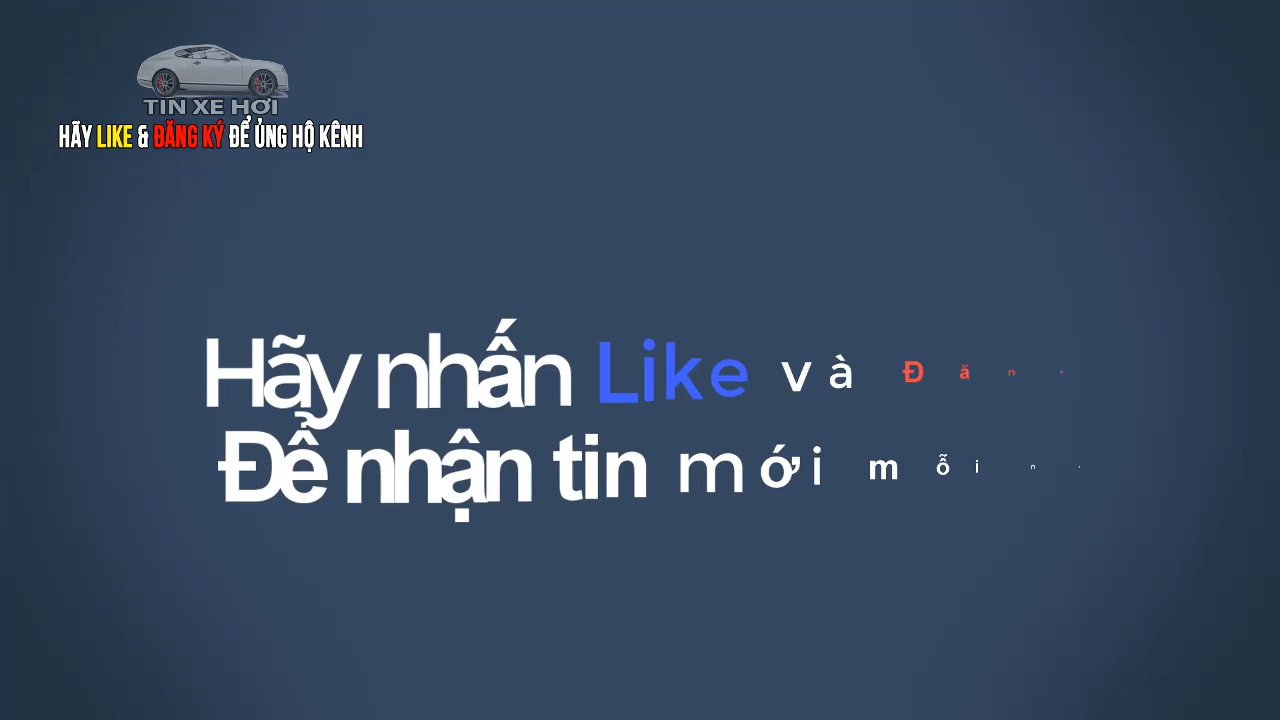 TIN XE HƠI
HÃY LIKE & ĐĂNG KÝ ĐỂ ỦNG HỘ KÊNH
Hãy nhấn Like và Đăn
Để nhận tin mới mỗi n